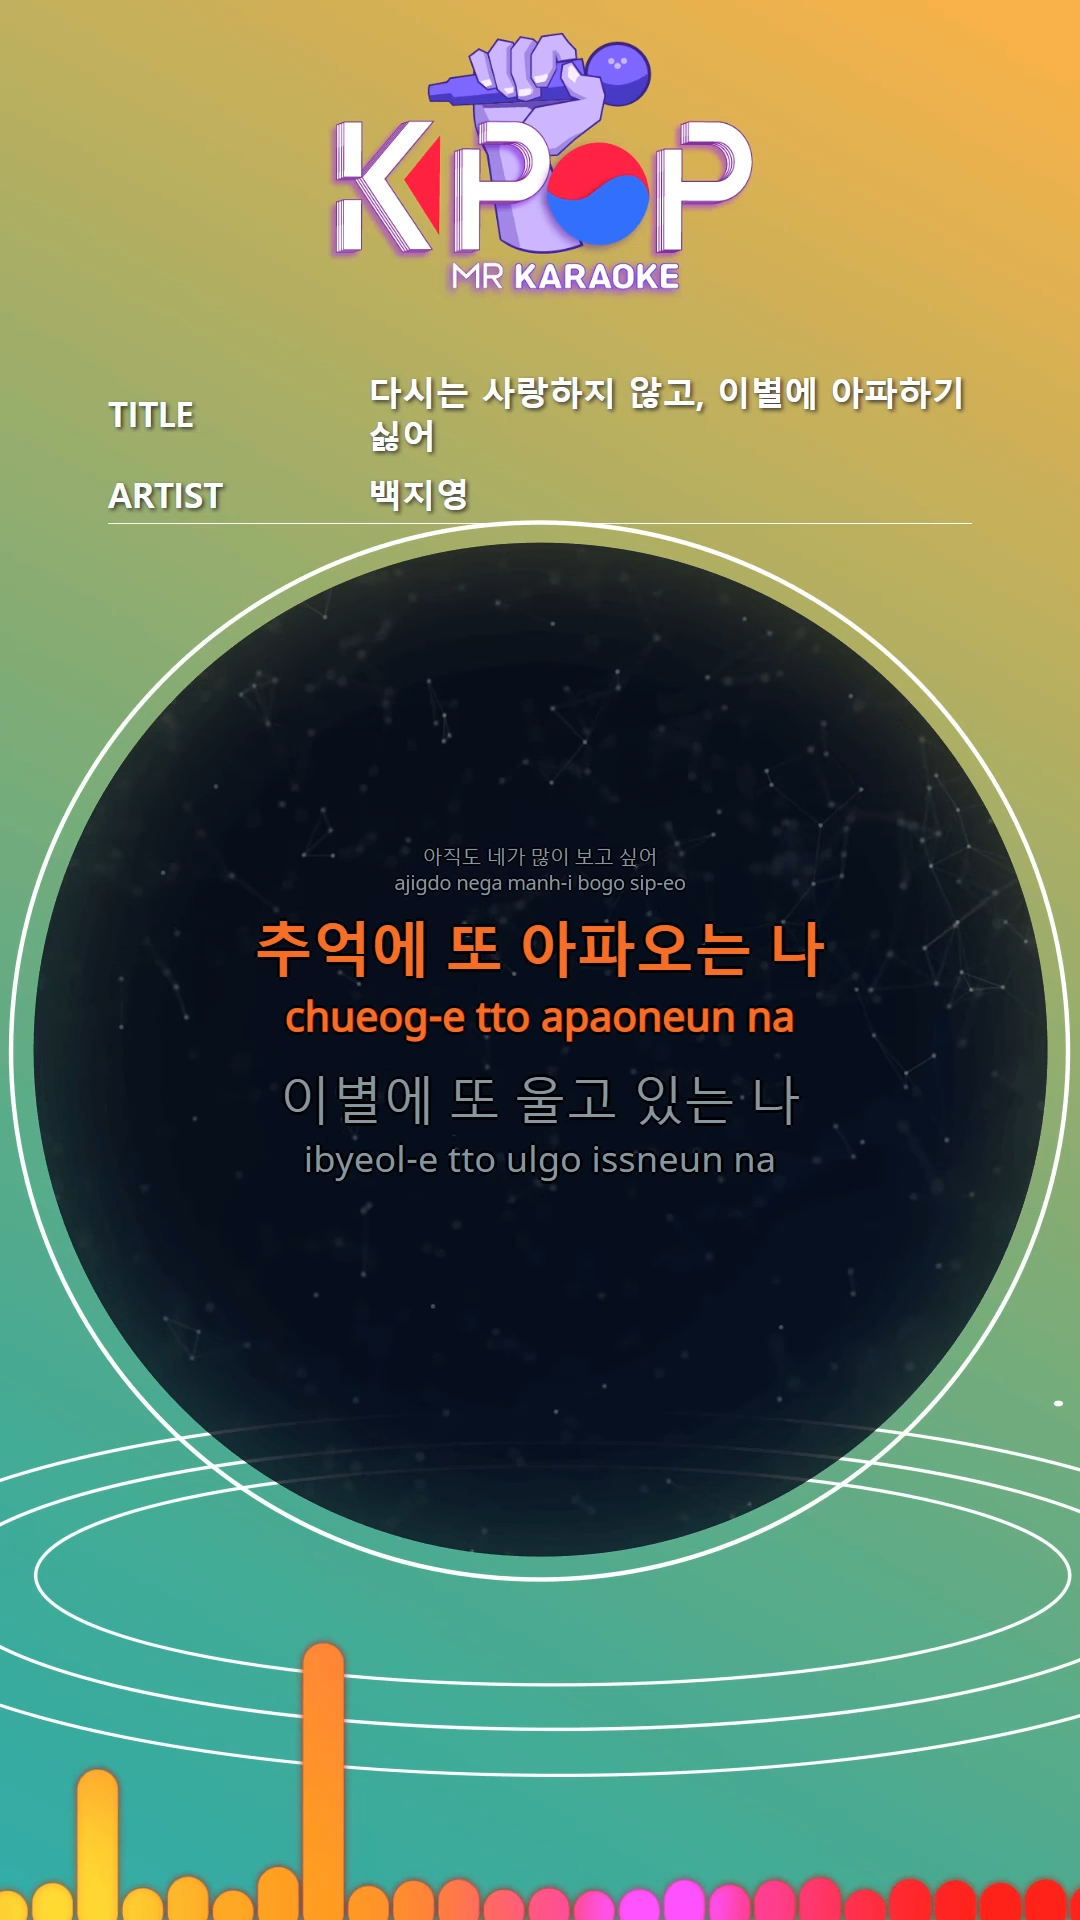 KPOP
MR KARAOKE
TITLE
다시는 사랑하지 않고, 이별에 아파하기
싫어
ARTIST
백지영
아직도 네가 많이 보고 싶어
ajigdo nega manh-i bogo sip-eo
추억에 또 아파오는 나
chueog-e tto apaoneun na
이별에 또 울고 있는 나
ibyeol-e tto ulgo issneun na